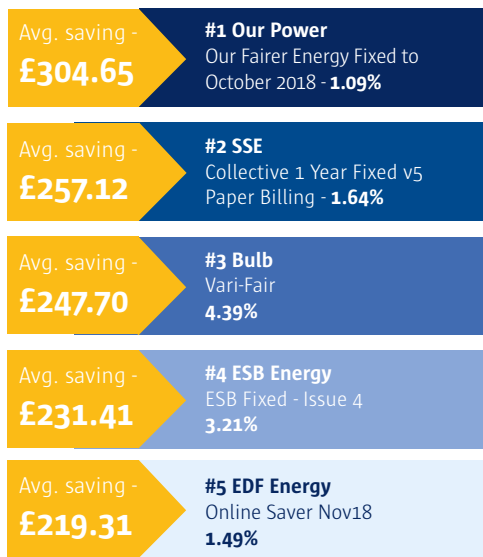 Avg. saving -
£304.65
#1 Our Power
Our Fairer Energy Fixed to
October 2018 - 1.09%
Avg. saving -
£257.12
#2 SSE
Collective 1 Year Fixed v5
Paper Billing - 1.64%
Avg. saving -
£247.70
#3 Bulb
Vari-Fair
4.39%
Avg. saving -
£231.41
#4 ESB Energy
ESB Fixed - Issue 4
3.21%
Avg. saving -
£219.31
#5 EDF Energy
Online Saver Nov18
1.49%